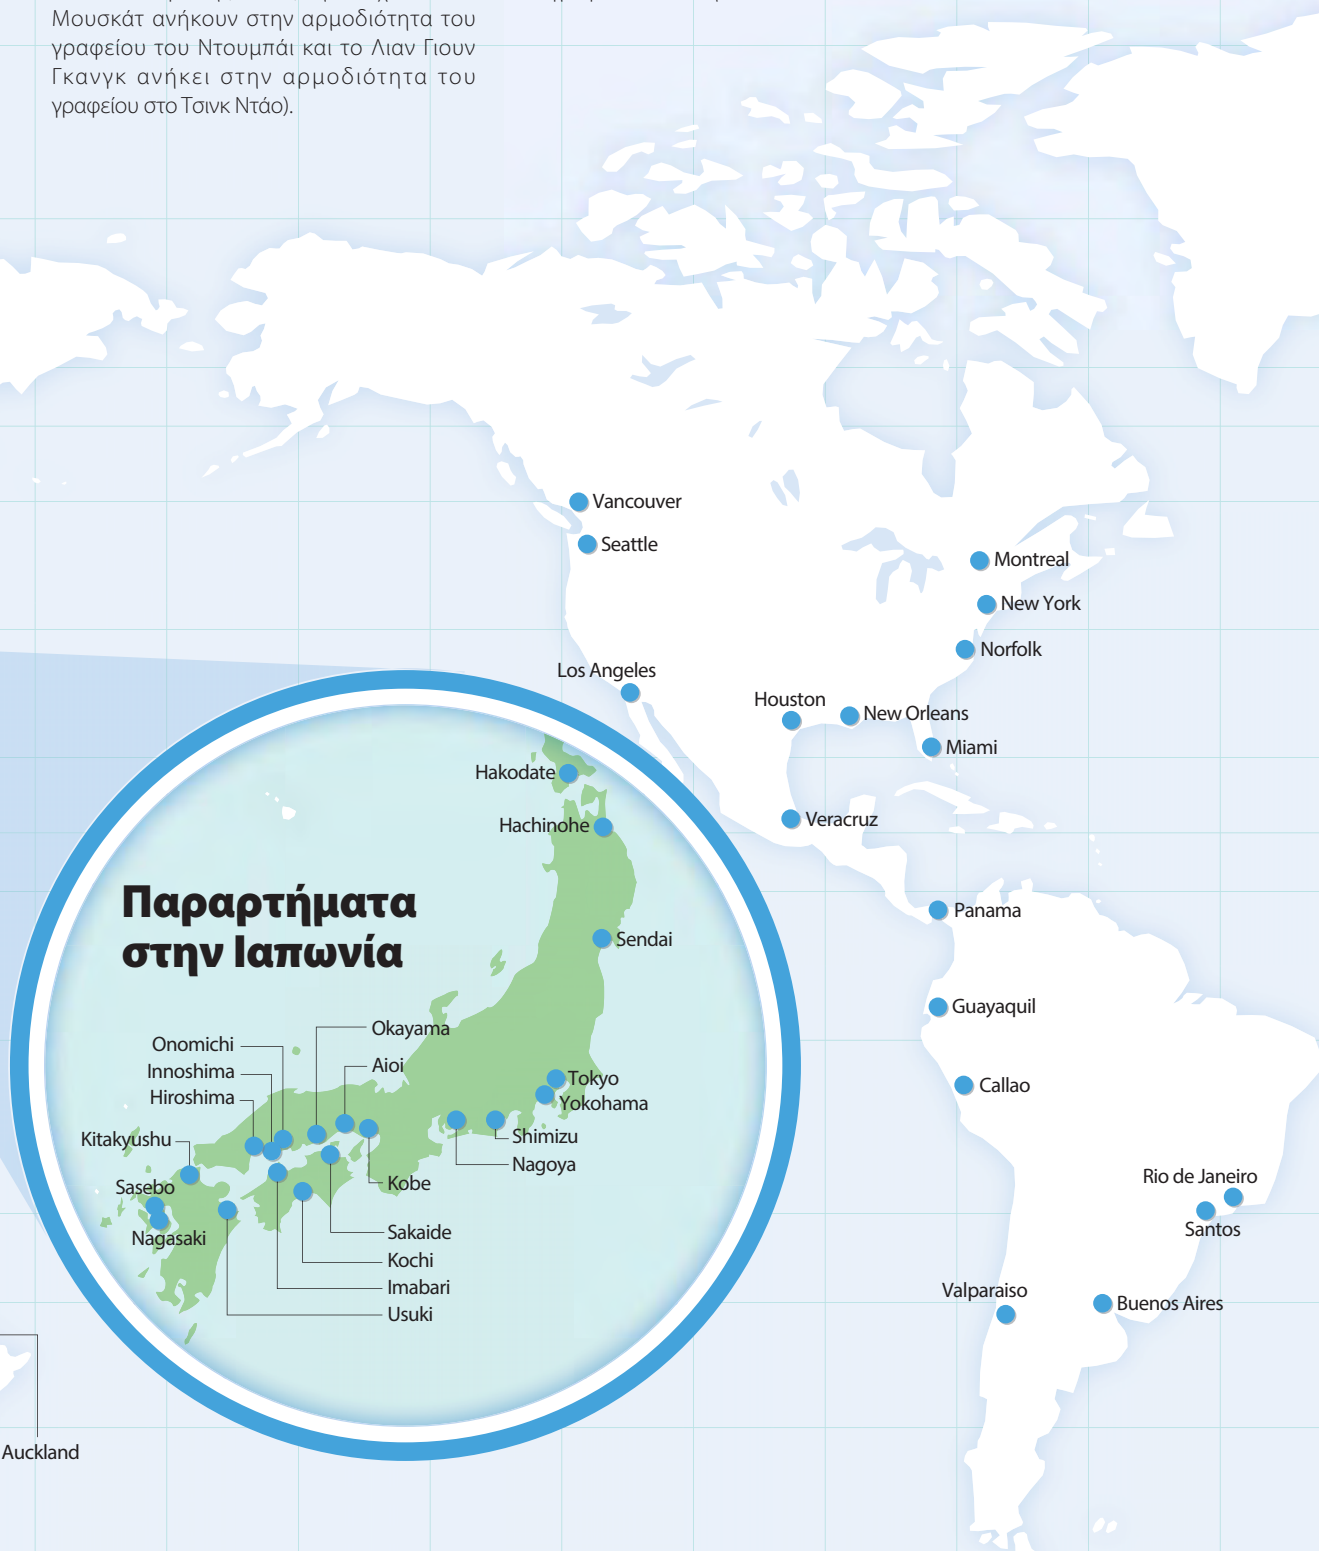 Μουσκάτ ανήκουν στην αρμοδιότητα του
γραφείου του Ντουμπάι και το Λιαν Γιουν
Γκανγκ ανήκει στην αρμοδιότητα του
γραφείου στο Τσινκ Ντάο).
Vancouver
Seattle
Montreal
New York
Norfolk
Los Angeles
Houston
New Orleans
Miami
Veracruz
Panama
Guayaquil
Callao
Rio de Janeiro
Santos
Valparaiso
Buenos Aires
Παραρτήματα
στην Ιαπωνία
Hakodate
Hachinohe
Sendai
Okayama
Onomichi
Aioi
Innoshima
Hiroshima
Tokyo
Yokohama
Kitakyushu
Shimizu
Nagoya
Sasebo
Kobe
Nagasaki
Sakaide
Kochi
Imabari
Usuki
Auckland